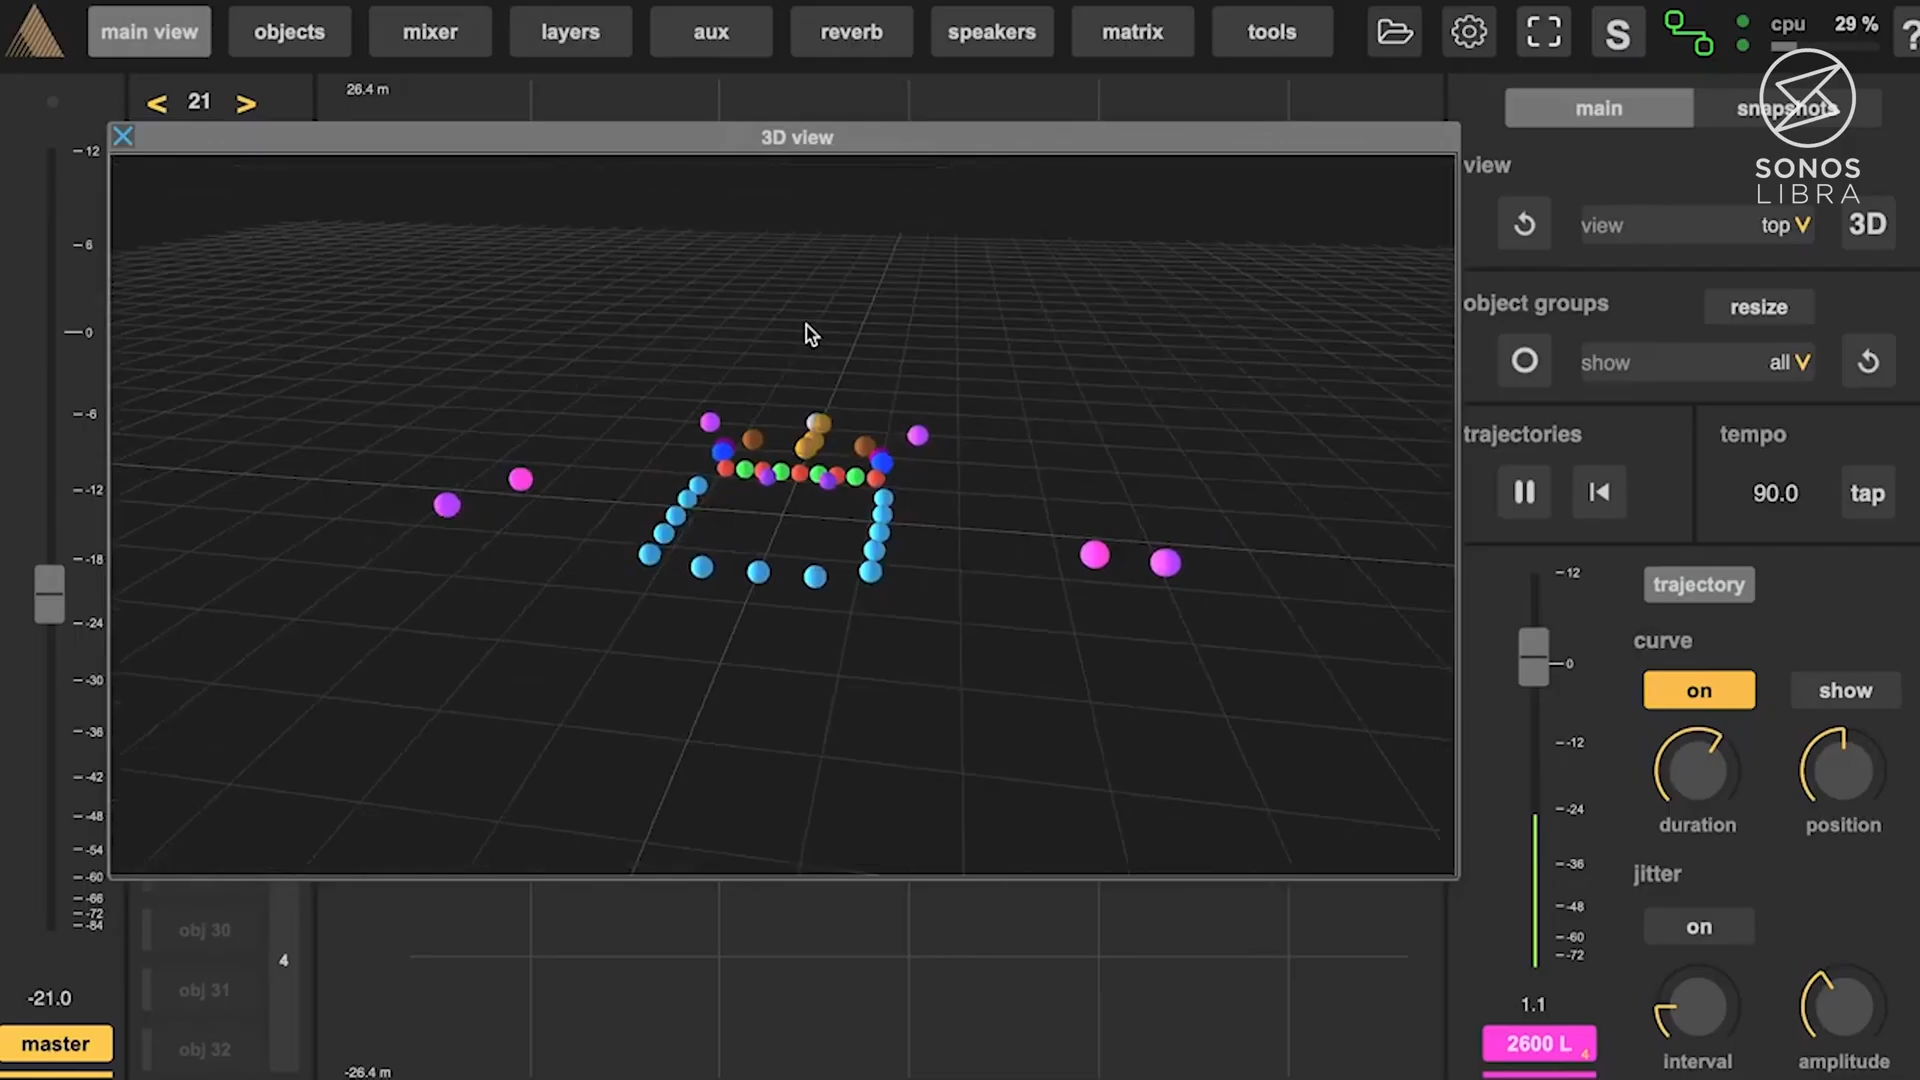 main view
objects
mixer
layers
aux
reverb
speakers
matrix
tools
S
cpu
29 %
?
< 21 >
26.4 m
main
snapshots
SONOS
LIBRA
3D view
view
view
top
3D
object groups
resize
show
all
trajectories
tempo
90.0
tap
-12
-6
0
-6
-12
-18
-24
-30
-36
-42
-48
-54
-60
-66
-72
-84
-21.0
master
obj 30
obj 31
obj 32
4
-26.4 m
-12
0
-12
-24
-36
-48
-60
-72
1.1
2600 L
4
trajectory
curve
on
show
duration
position
jitter
on
interval
amplitude